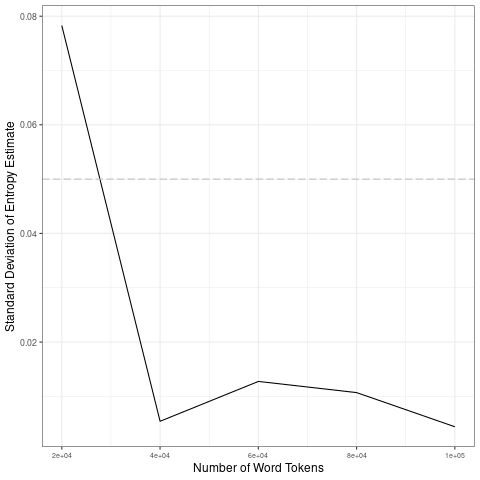 0.08
0.06
0.04
0.02
Standard Deviation of Entropy Estimate
2e+04 4e+04 6e+04 8e+04 1e+05
Number of Word Tokens